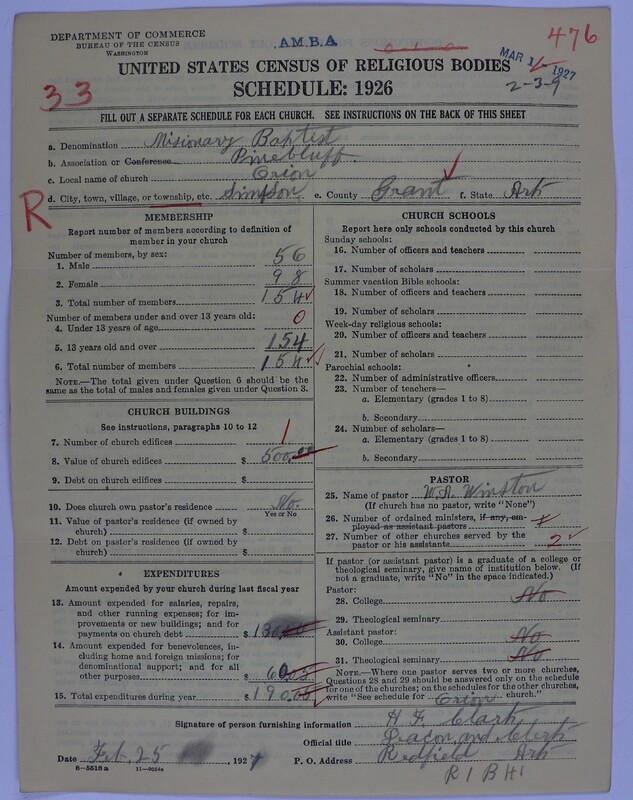 DEPARTMENT OF COMMERCE
BUREAU OF THE CENSUS
WASHINGTON
A.M.B.A
476
MAR 1 1927
2-3-9
33
UNITED STATES CENSUS OF RELIGIOUS BODIES
SCHEDULE: 1926
FILL OUT A SEPARATE SCHEDULE FOR EACH CHURCH. SEE INSTRUCTIONS ON THE BACK OF THIS SHEET
a. Denomination Misionary Baptist
b. Association or Conference Pinebluff
c. Local name of church Orion
R
d. City, town, village, or township, etc. Simpson e. County Grant f. State Ark
MEMBERSHIP
Report number of members according to definition of
member in your church
Number of members, by sex:
1. Male 56
2. Female 98
3. Total number of members 154
Number of members under and over 13 years old:
4. Under 13 years of age 0
5. 13 years old and over 154
6. Total number of members 154
NOTE.—The total given under Question 6 should be the
same as the total of males and females given under Question 3.
CHURCH BUILDINGS
See instructions, paragraphs 10 to 12
7. Number of church edifices 1
8. Value of church edifices $ 500.00
9. Debt on church edifices $
10. Does church own pastor's residence No.
Yes or No
11. Value of pastor's residence (if owned by
church) $
12. Debt on pastor's residence (if owned by
church) $
EXPENDITURES
Amount expended by your church during last fiscal year
13. Amount expended for salaries, repairs,
and other running expenses; for im-
provements or new buildings; and for
payments on church debt $ 130.00
14. Amount expended for benevolences,
including home and foreign missions; for
denominational support; and for all
other purposes $ 60.00
15. Total expenditures during year $ 190.00
CHURCH SCHOOLS
Report here only schools conducted by this church
Sunday schools:
16. Number of officers and teachers
17. Number of scholars
Summer vacation Bible schools:
18. Number of officers and teachers
19. Number of scholars
Week-day religious schools:
20. Number of officers and teachers
21. Number of scholars
Parochial schools:
22. Number of administrative officers
23. Number of teachers—
a. Elementary (grades 1 to 8)
b. Secondary
24. Number of scholars—
a. Elementary (grades 1 to 8)
b. Secondary
PASTOR
25. Name of pastor W.A. Winston
(If church has no pastor, write "None")
26. Number of ordained ministers, if any, em-
ployed as assistant pastors
27. Number of other churches served by the
pastor or his assistants 2
If pastor (or assistant pastor) is a graduate of a college or
theological seminary, give name of institution below. (If
not a graduate, write "No" in the space indicated.)
Pastor:
28. College No
29. Theological seminary
Assistant pastor:
30. College No
31. Theological seminary No
NOTE.—Where one pastor serves two or more churches,
Questions 28 and 29 should be answered only on the schedule
for one of the churches; on the schedules for the other churches,
write "See schedule for Orion church."
Signature of person furnishing information H F Clark
Official title Deacon and Clerk
Date Feb, 25 1927 P. O. Address Redfield Ark
6—5518a 11—9024a
R I B H I